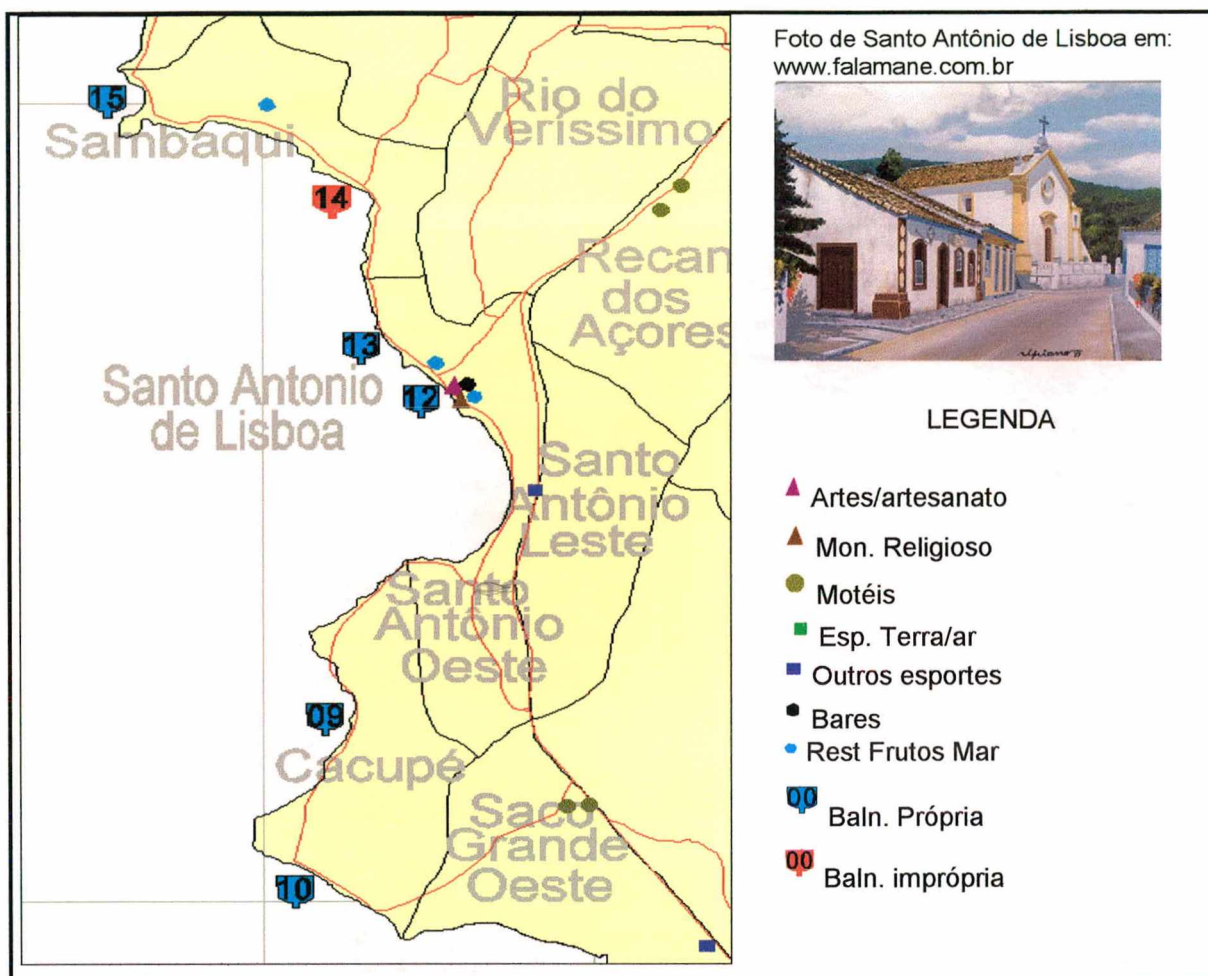 Foto de Santo Antônio de Lisboa em:
www.falamane.com.br
15
Sambaqui
Rio do
Veríssimo
14
Recan
dos
Açores
13
12
Santo Antonio
de Lisboa
Santo
Antônio
Leste
Santo
Antônio
Oeste
09
Cacupé
Saco
Grande
Oeste
10
LEGENDA
Artes/artesanato
Mon. Religioso
Motéis
Esp. Terra/ar
Outros esportes
Bares
Rest Frutos Mar
00 Baln. Própria
00 Baln. imprópria